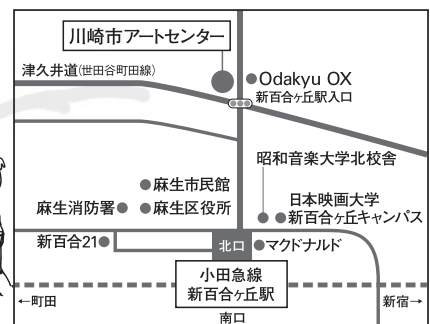 川崎市アートセンター
津久井道(世田谷町田線)
Odakyu OX
新百合ヶ丘駅入口
昭和音楽大学北校舎
麻生市民館
日本映画大学
新百合ヶ丘キャンパス
麻生消防署
麻生区役所
新百合21
北口
マクドナルド
小田急線
新百合ヶ丘駅
←町田
新宿→
南口